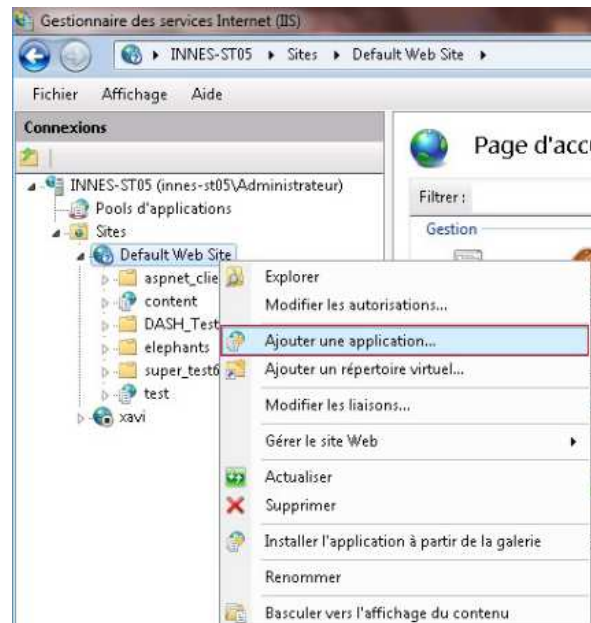 Gestionnaire des services Internet (IIS)
INNES-ST05 ▸ Sites ▸ Default Web Site ▸
Fichier Affichage Aide
Connexions
INNES-ST05 (innes-st05\Administrateur)
Pools d'applications
Sites
Default Web Site
aspnet_clie
content
DASH_Test
elephants
super_test6
test
xavi
Page d'accu
Filtrer :
Gestion
Explorer
Modifier les autorisations...
Ajouter une application...
Ajouter un répertoire virtuel...
Modifier les liaisons...
Gérer le site Web
Actualiser
Supprimer
Installer l'application à partir de la galerie
Renommer
Basculer vers l'affichage du contenu